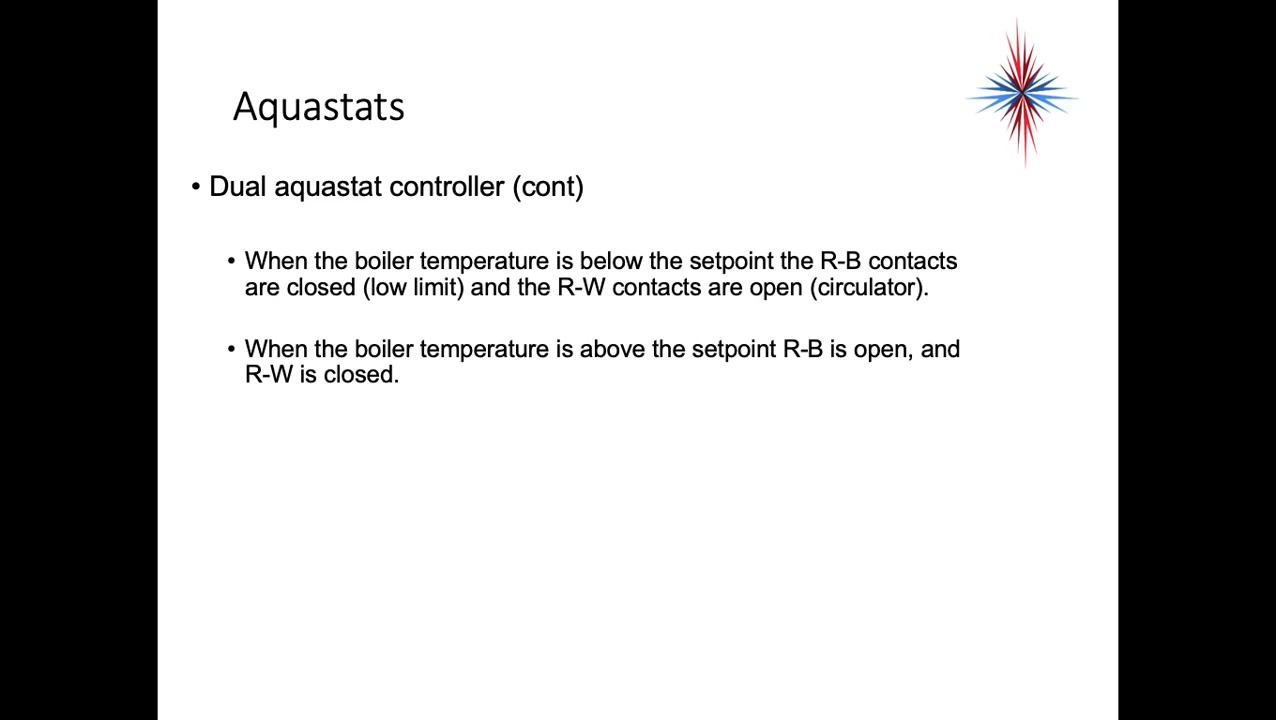 Aquastats
• Dual aquastat controller (cont)
• When the boiler temperature is below the setpoint the R-B contacts
are closed (low limit) and the R-W contacts are open (circulator).
• When the boiler temperature is above the setpoint R-B is open, and
R-W is closed.